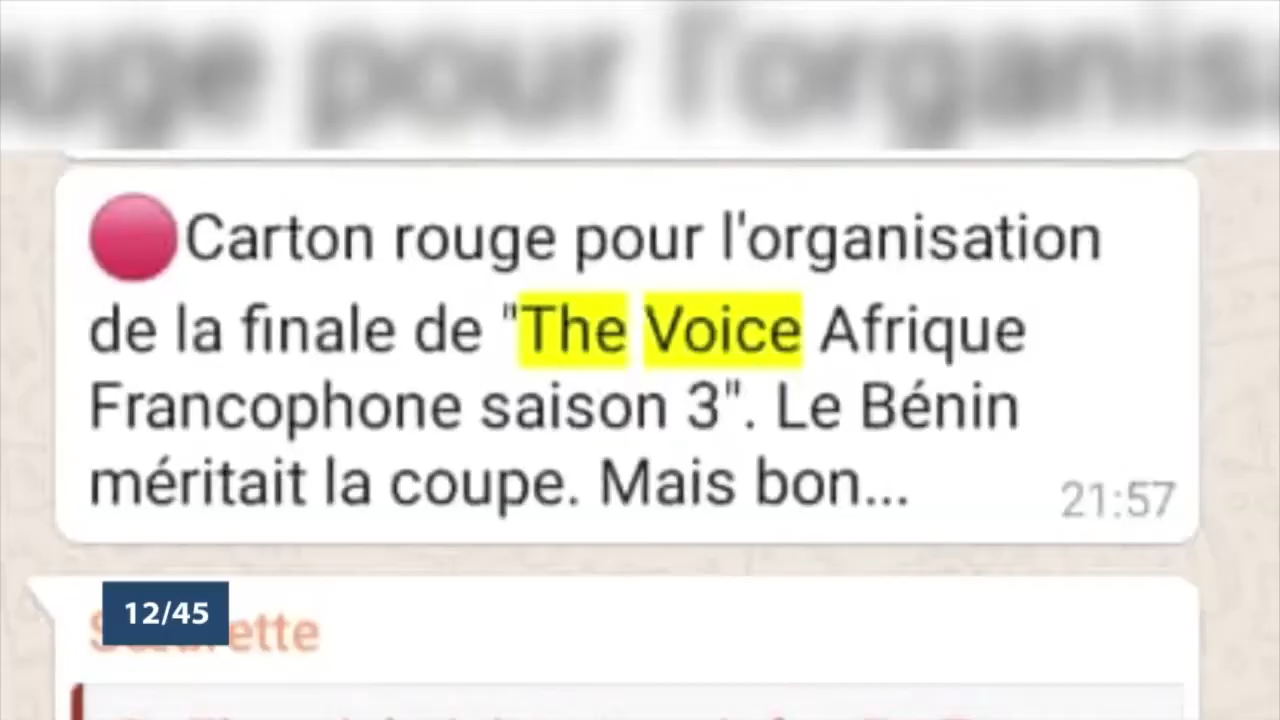 🔴Carton rouge pour l'organisation
de la finale de "The Voice Afrique
Francophone saison 3". Le Bénin
méritait la coupe. Mais bon...
21:57
12/45